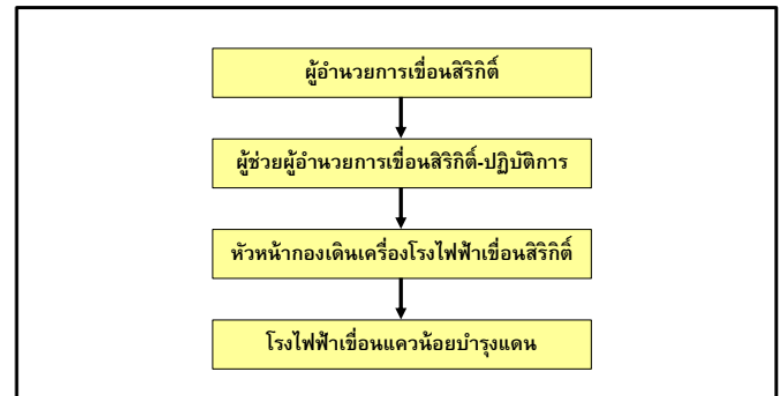 ผู้อำนวยการเขื่อนสิริกิติ์
ผู้ช่วยผู้อำนวยการเขื่อนสิริกิติ์-ปฏิบัติการ
หัวหน้ากองเดินเครื่องโรงไฟฟ้าเขื่อนสิริกิติ์
โรงไฟฟ้าเขื่อนแควน้อยบำรุงแดน